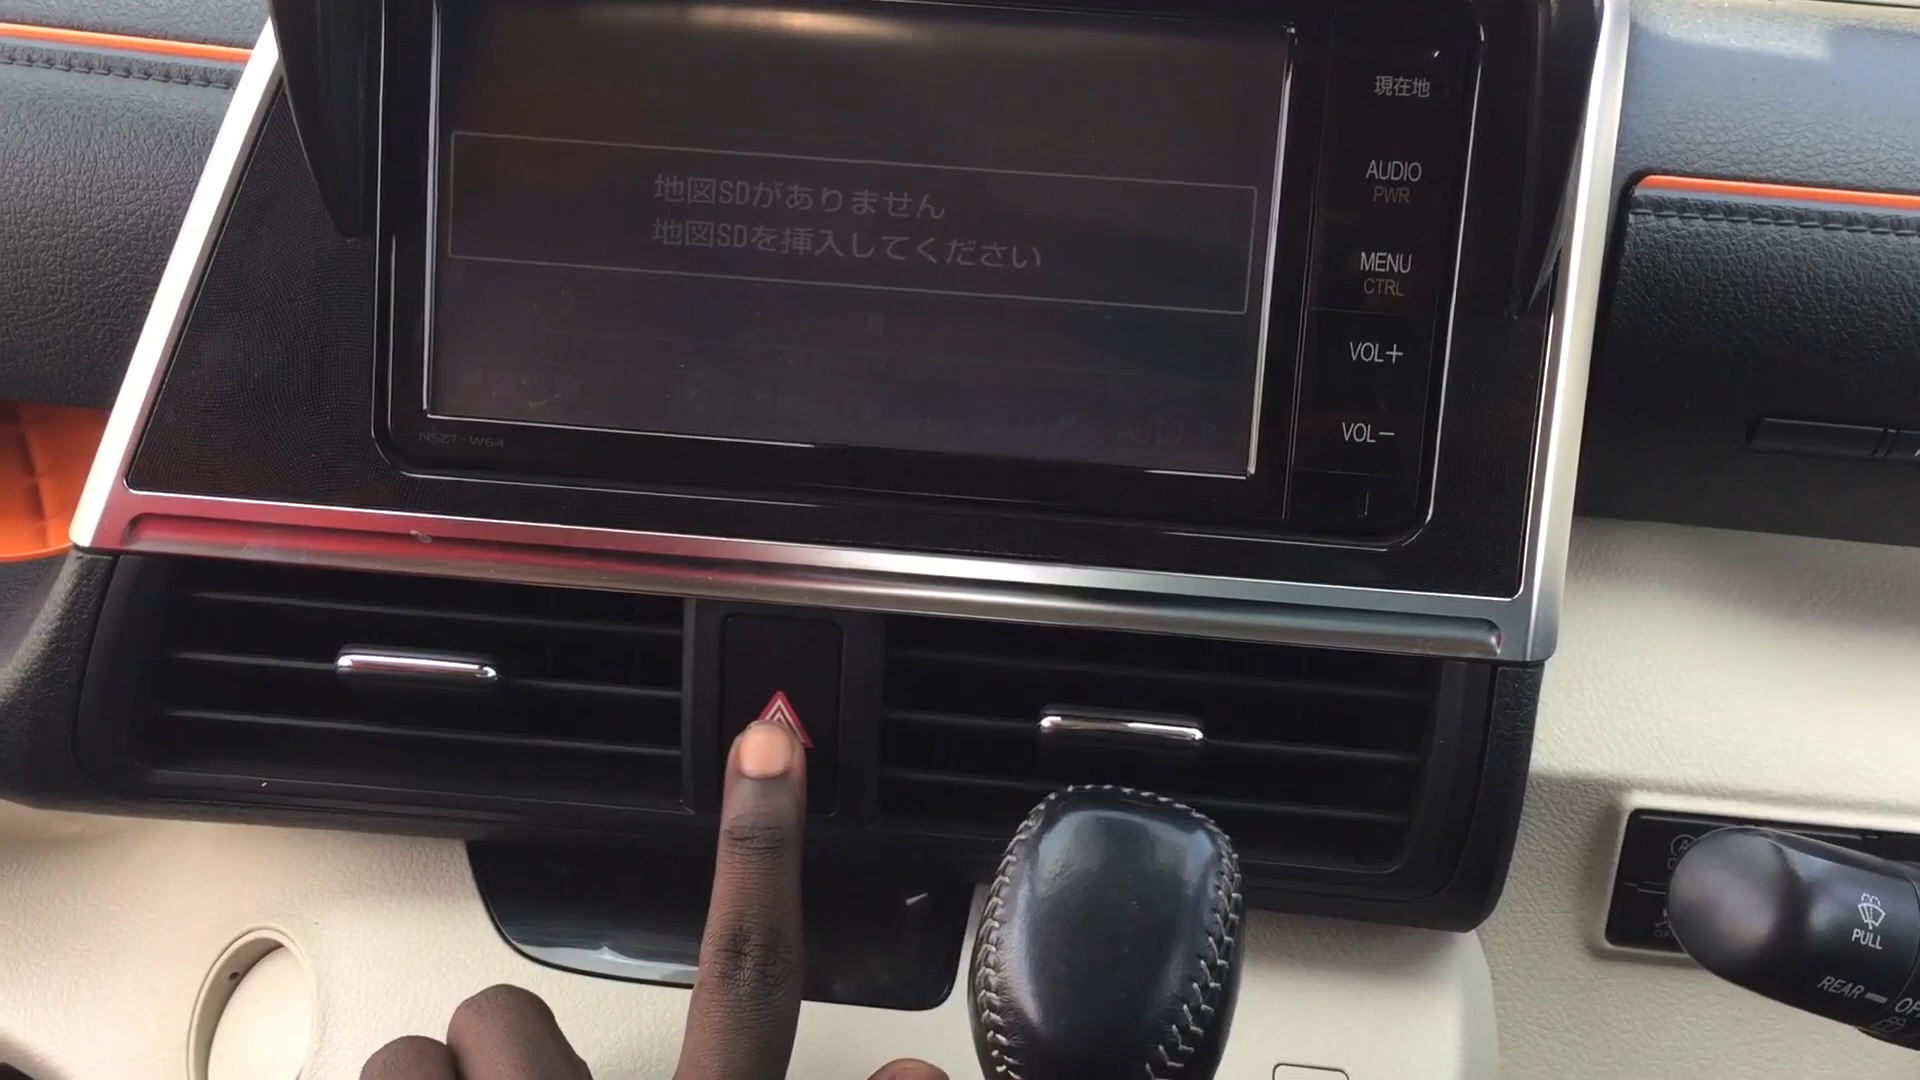 地図SDがありません
地図SDを挿入してください
現在地
AUDIO
PWR
MENU
CTRL
VOL+
VOL−
NSZT-W64
PULL
REAR